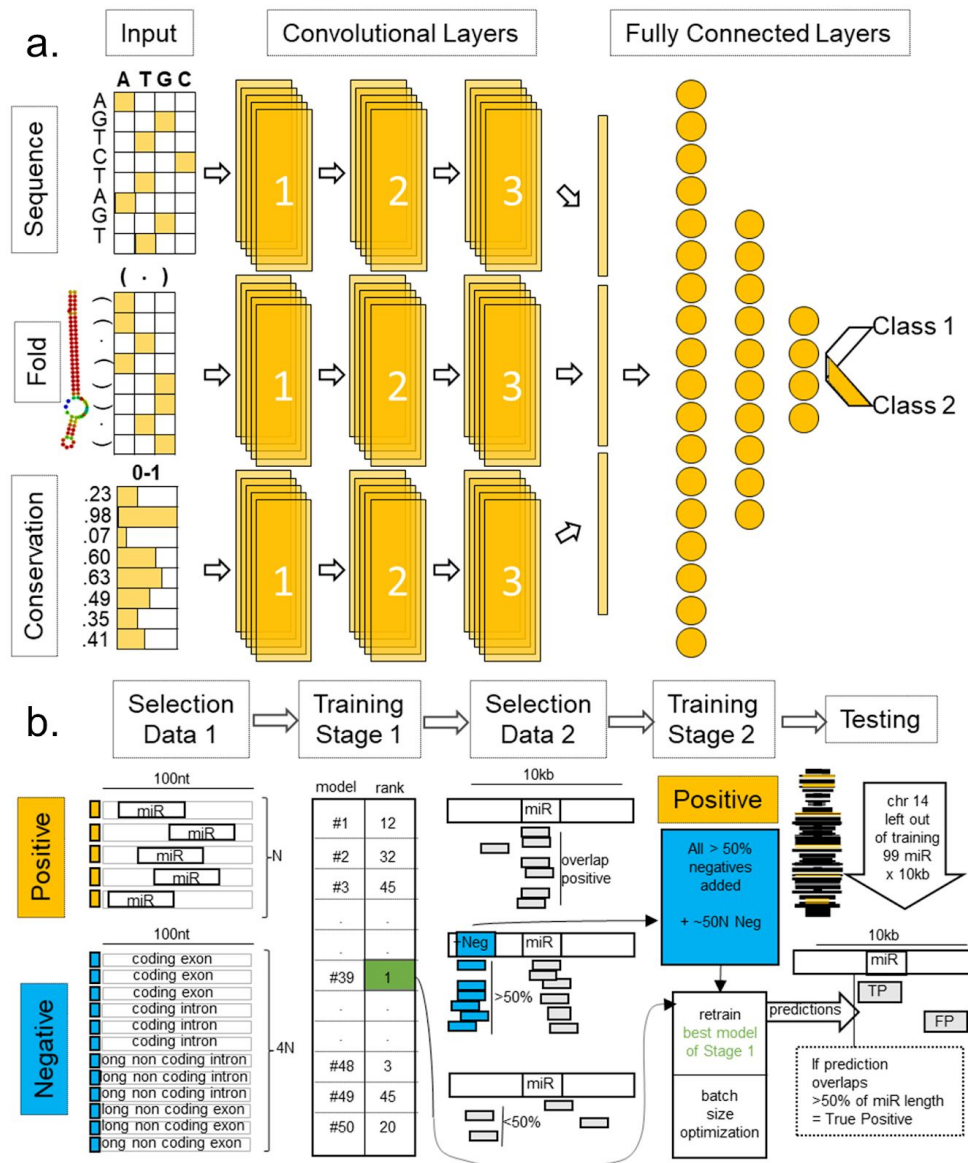 a.
Input
Convolutional Layers
Fully Connected Layers
Sequence
A T G C
A
G
T
C
T
A
G
T
1
2
3
Fold
( . )
(
(
.
(
)
)
.
)
1
2
3
Class 1
Class 2
Conservation
0-1
.23
.98
.07
.60
.63
.49
.35
.41
1
2
3
b.
Selection
Data 1
Training
Stage 1
Selection
Data 2
Training
Stage 2
Testing
Positive
100nt
miR
miR
miR
miR
miR
N
Negative
100nt
coding exon
coding exon
coding exon
coding intron
coding intron
coding intron
long non coding intron
long non coding intron
long non coding intron
long non coding exon
long non coding exon
long non coding exon
4N
model rank
#1 12
#2 32
#3 45
. .
. .
#39 1
. .
. .
#48 3
#49 45
#50 20
10kb
miR
overlap
positive
+Neg
miR
>50%
miR
<50%
Positive
All > 50%
negatives
added
+ ~50N Neg
retrain
best model
of Stage 1
batch
size
optimization
predictions
chr 14
left out
of training
99 miR
x 10kb
10kb
miR
TP
FP
If prediction
overlaps
>50% of miR length
= True Positive